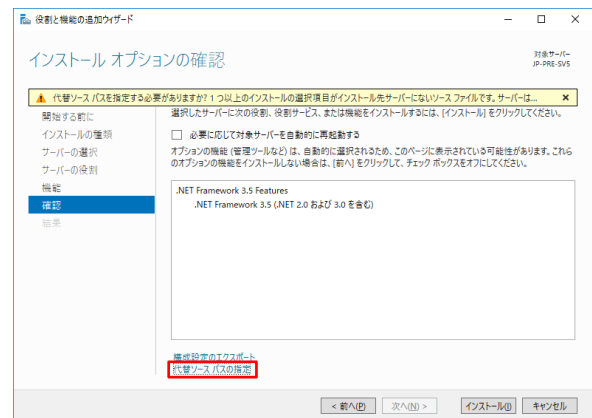 役割と機能の追加ウィザード
インストール オプションの確認
対象サーバー
JP-PRE-SVS
代替ソース パスを指定する必要がありますか? 1 つ以上のインストールの選択項目がインストール先サーバーにないソース ファイルです。サーバーは...
開始する前に
インストールの種類
サーバーの選択
サーバーの役割
機能
確認
結果
選択したサーバーに次の役割、役割サービス、または機能をインストールするには、[インストール] をクリックしてください。
必要に応じて対象サーバーを自動的に再起動する
オプションの機能 (管理ツールなど) は、自動的に選択されるため、このページに表示されている可能性があります。これら
のオプションの機能をインストールしない場合は、[前へ] をクリックして、チェック ボックスをオフにしてください。
.NET Framework 3.5 Features
.NET Framework 3.5 (.NET 2.0 および 3.0 を含む)
構成設定のエクスポート
代替ソース パスの指定
< 前へ(P)
次へ(N) >
インストール(I)
キャンセル